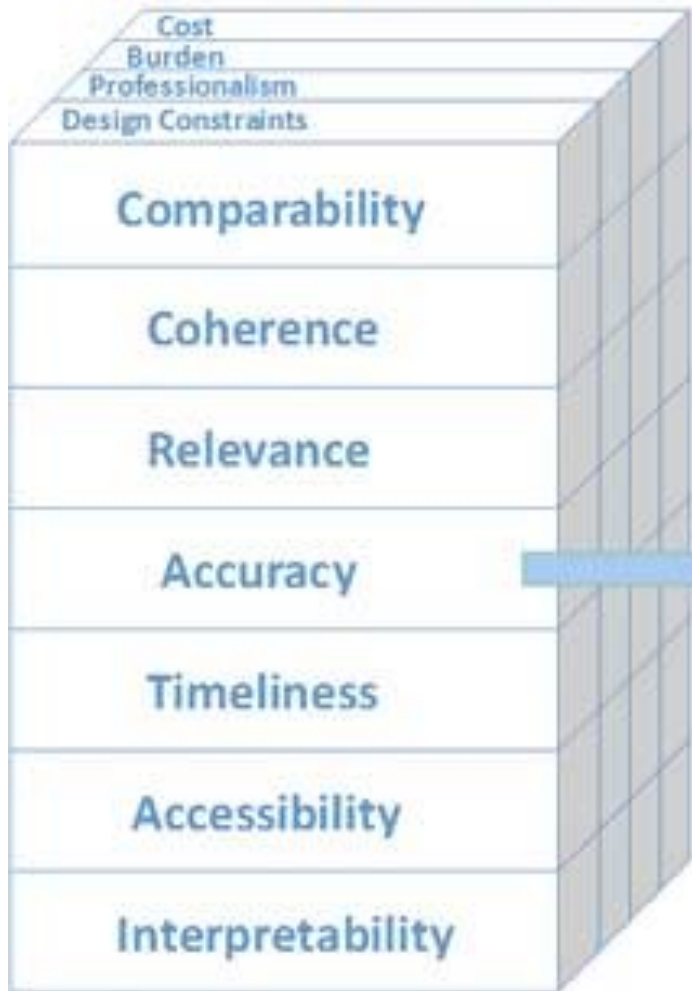 Cost
Burden
Professionalism
Design Constraints
Comparability
Coherence
Relevance
Accuracy
Timeliness
Accessibility
Interpretability